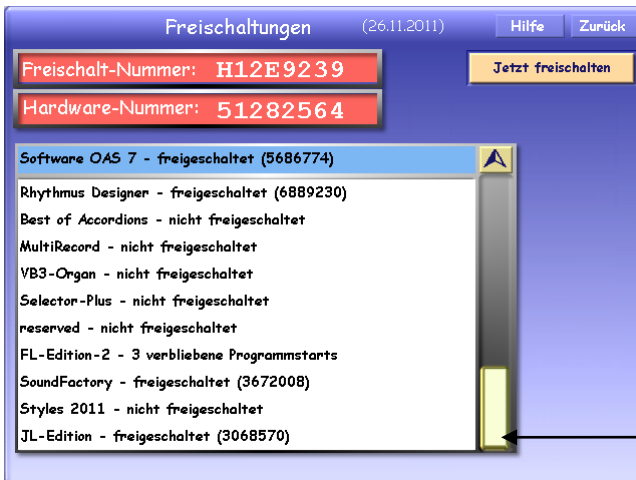 Freischaltungen (26.11.2011) Hilfe Zurück
Freischalt-Nummer: H12E9239 Jetzt freischalten
Hardware-Nummer: 51282564
Software OAS 7 - freigeschaltet (5686774)
Rhythmus Designer - freigeschaltet (6889230)
Best of Accordions - nicht freigeschaltet
MultiRecord - nicht freigeschaltet
VB3-Organ - nicht freigeschaltet
Selector-Plus - nicht freigeschaltet
reserved - nicht freigeschaltet
FL-Edition-2 - 3 verbliebene Programmstarts
SoundFactory - freigeschaltet (3672008)
Styles 2011 - nicht freigeschaltet
JL-Edition - freigeschaltet (3068570)